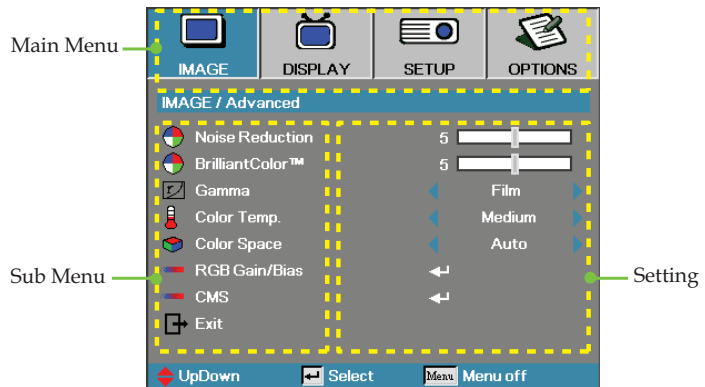 Main Menu
IMAGE DISPLAY SETUP OPTIONS
IMAGE / Advanced
Noise Reduction 5
BrilliantColor™ 5
Gamma Film
Color Temp. Medium
Color Space Auto
Sub Menu
RGB Gain/Bias
Setting
CMS
Exit
UpDown Select Menu Menu off